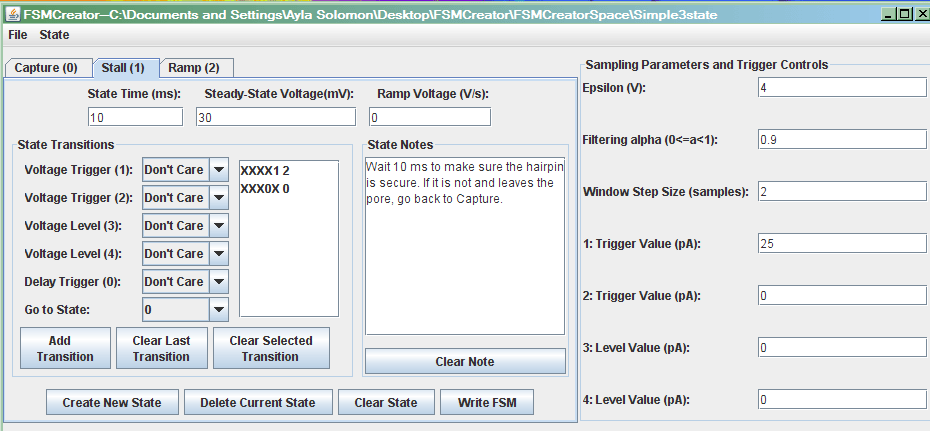 FSMCreator--C:\Documents and Settings\Ayla Solomon\Desktop\FSMCreator\FSMCreatorSpace\Simple3state
File State
Capture (0) Stall (1) Ramp (2)
State Time (ms): Steady-State Voltage(mV): Ramp Voltage (V/s):
10 30 0
State Transitions
Voltage Trigger (1): Don't Care
Voltage Trigger (2): Don't Care
Voltage Level (3): Don't Care
Voltage Level (4): Don't Care
Delay Trigger (0): Don't Care
Go to State: 0
XXXX1 2
XXX0X 0
Add Transition
Clear Last Transition
Clear Selected Transition
State Notes
Wait 10 ms to make sure the hairpin
is secure. If it is not and leaves the
pore, go back to Capture.
Clear Note
Create New State Delete Current State Clear State Write FSM
Sampling Parameters and Trigger Controls
Epsilon (V): 4
Filtering alpha (0<=a<1): 0.9
Window Step Size (samples): 2
1: Trigger Value (pA): 25
2: Trigger Value (pA): 0
3: Level Value (pA): 0
4: Level Value (pA): 0